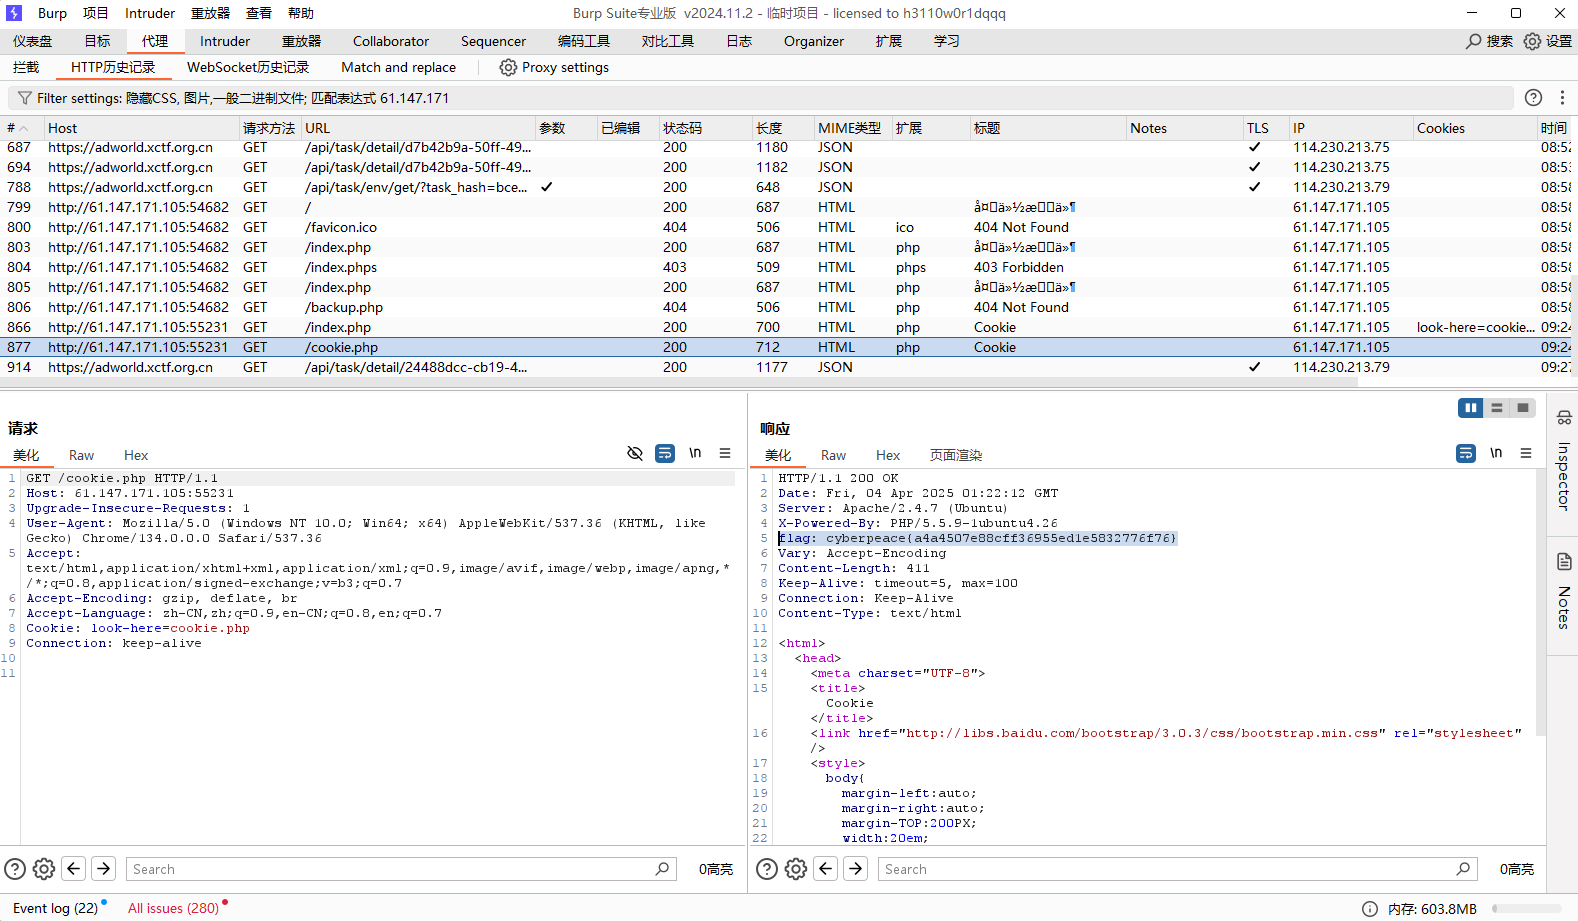 Burp 项目 Intruder 重放器 查看 帮助 Burp Suite专业版 v2024.11.2 - 临时项目 - licensed to h3110w0r1dqqq
仪表盘 目标 代理 Intruder 重放器 Collaborator Sequencer 编码工具 对比工具 日志 Organizer 扩展 学习 搜索 设置
拦截 HTTP历史记录 WebSocket历史记录 Match and replace Proxy settings
Filter settings: 隐藏CSS, 图片,一般二进制文件; 匹配表达式 61.147.171
# Host 请求方法 URL 参数 已编辑 状态码 长度 MIME类型 扩展 标题 Notes TLS IP Cookies 时间
687 https://adworld.xctf.org.cn GET /api/task/detail/d7b42b9a-50ff-49... 200 1180 JSON ✓ 114.230.213.75 08:52
694 https://adworld.xctf.org.cn GET /api/task/detail/d7b42b9a-50ff-49... 200 1182 JSON ✓ 114.230.213.75 08:53
788 https://adworld.xctf.org.cn GET /api/task/env/get/?task_hash=bce... ✓ 200 648 JSON ✓ 114.230.213.79 08:58
799 http://61.147.171.105:54682 GET / 200 687 HTML å¤□ä»½æ□□ä»¶ 61.147.171.105 08:58
800 http://61.147.171.105:54682 GET /favicon.ico 404 506 HTML ico 404 Not Found 61.147.171.105 08:58
803 http://61.147.171.105:54682 GET /index.php 200 687 HTML php å¤□ä»½æ□□ä»¶ 61.147.171.105 08:58
804 http://61.147.171.105:54682 GET /index.phps 403 509 HTML phps 403 Forbidden 61.147.171.105 08:58
805 http://61.147.171.105:54682 GET /index.php 200 687 HTML php å¤□ä»½æ□□ä»¶ 61.147.171.105 08:58
806 http://61.147.171.105:54682 GET /backup.php 404 506 HTML php 404 Not Found 61.147.171.105 08:58
866 http://61.147.171.105:55231 GET /index.php 200 700 HTML php Cookie 61.147.171.105 look-here=cookie... 09:24
877 http://61.147.171.105:55231 GET /cookie.php 200 712 HTML php Cookie 61.147.171.105 09:24
914 https://adworld.xctf.org.cn GET /api/task/detail/24488dcc-cb19-4... 200 1177 JSON ✓ 114.230.213.79 09:27
请求
美化 Raw Hex \n
1 GET /cookie.php HTTP/1.1
2 Host: 61.147.171.105:55231
3 Upgrade-Insecure-Requests: 1
4 User-Agent: Mozilla/5.0 (Windows NT 10.0; Win64; x64) AppleWebKit/537.36 (KHTML, like
Gecko) Chrome/134.0.0.0 Safari/537.36
5 Accept:
text/html,application/xhtml+xml,application/xml;q=0.9,image/avif,image/webp,image/apng,*
/*;q=0.8,application/signed-exchange;v=b3;q=0.7
6 Accept-Encoding: gzip, deflate, br
7 Accept-Language: zh-CN,zh;q=0.9,en-CN;q=0.8,en;q=0.7
8 Cookie: look-here=cookie.php
9 Connection: keep-alive
10
11
Search 0高亮
响应
美化 Raw Hex 页面渲染 \n
1 HTTP/1.1 200 OK
2 Date: Fri, 04 Apr 2025 01:22:12 GMT
3 Server: Apache/2.4.7 (Ubuntu)
4 X-Powered-By: PHP/5.5.9-1ubuntu4.26
5 flag: cyberpeace{a4a4507e88cff36955ed1e5832776f76}
6 Vary: Accept-Encoding
7 Content-Length: 411
8 Keep-Alive: timeout=5, max=100
9 Connection: Keep-Alive
10 Content-Type: text/html
11
12 <html>
13 <head>
14 <meta charset="UTF-8">
15 <title>
Cookie
</title>
16 <link href="http://libs.baidu.com/bootstrap/3.0.3/css/bootstrap.min.css" rel="stylesheet"
/>
17 <style>
18 body{
19 margin-left:auto;
20 margin-right:auto;
21 margin-TOP:200PX;
22 width:20em;
Search 0高亮
Inspector
Notes
Event log (22) All issues (280) 内存: 603.8MB